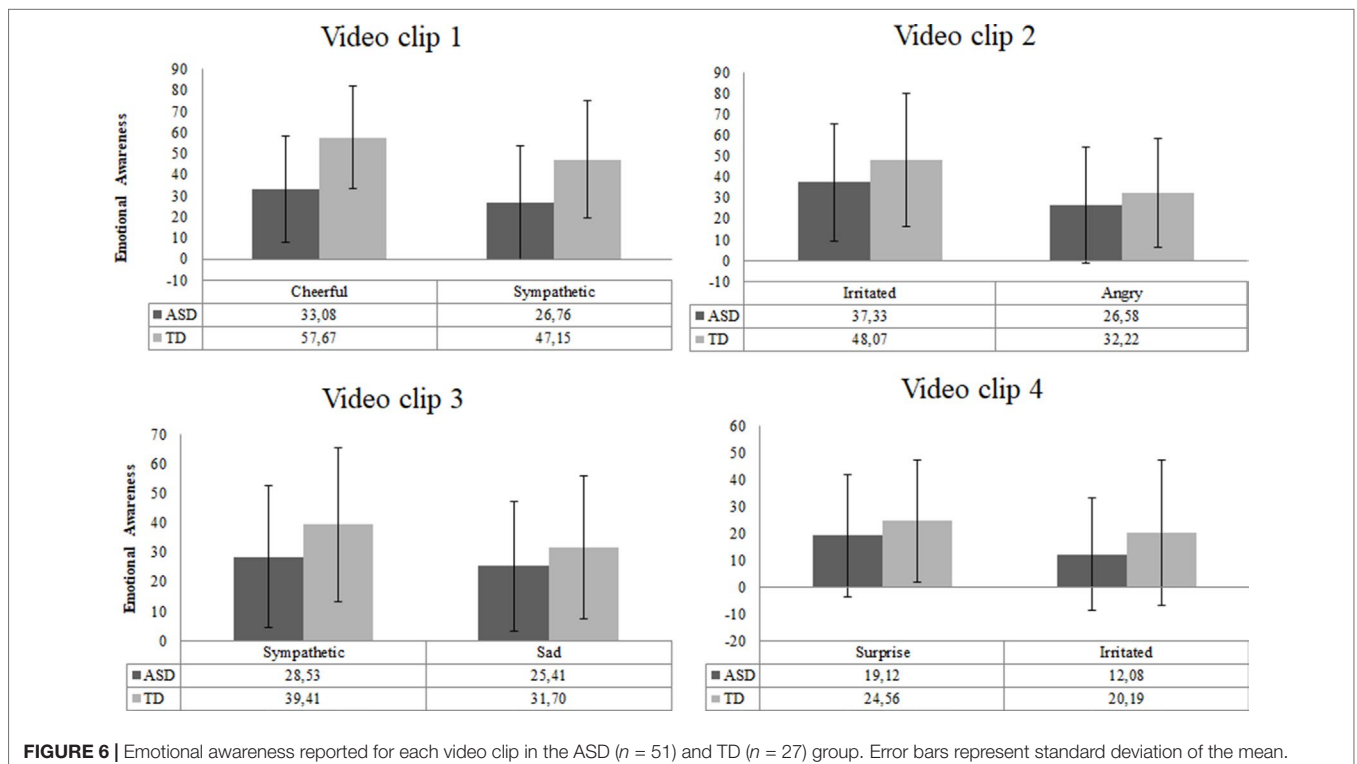 Video clip 1
Emotional Awareness
90
80
70
60
50
40
30
20
10
0
-10
Cheerful Sympathetic
ASD 33,08 26,76
TD 57,67 47,15
Video clip 2
90
80
70
60
50
40
30
20
10
0
-10
Irritated Angry
ASD 37,33 26,58
TD 48,07 32,22
Video clip 3
Emotional Awareness
70
60
50
40
30
20
10
0
Sympathetic Sad
ASD 28,53 25,41
TD 39,41 31,70
Video clip 4
60
50
40
30
20
10
0
-10
-20
Surprise Irritated
ASD 19,12 12,08
TD 24,56 20,19
FIGURE 6 | Emotional awareness reported for each video clip in the ASD (n = 51) and TD (n = 27) group. Error bars represent standard deviation of the mean.